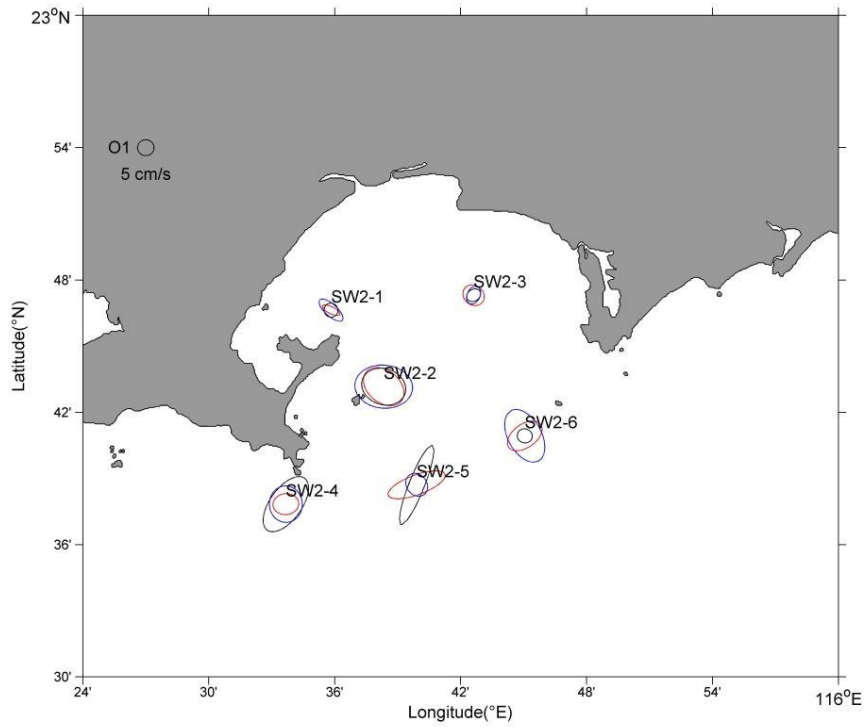 23°N
54'
O1
5 cm/s
48'
SW2-3
SW2-1
Latitude(°N)
SW2-2
42'
SW2-6
SW2-5
SW2-4
36'
30'
24'
30'
36'
42'
48'
54'
116°E
Longitude(°E)